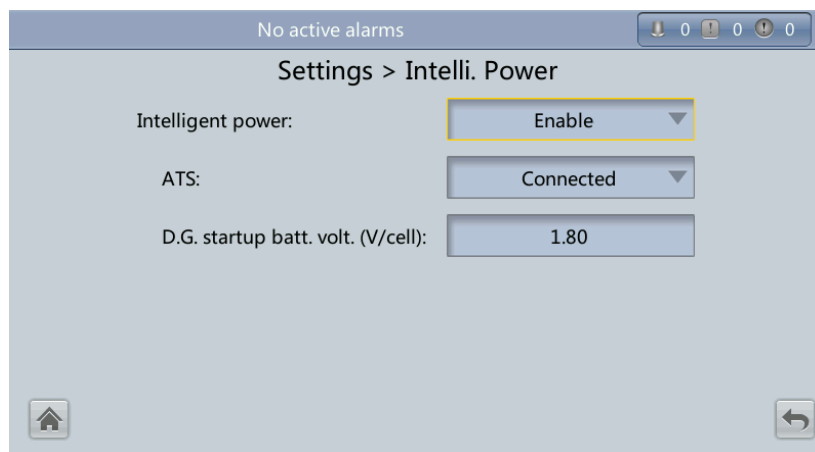 No active alarms 0 0 0
Settings > Intelli. Power
Intelligent power: Enable
ATS: Connected
D.G. startup batt. volt. (V/cell): 1.80